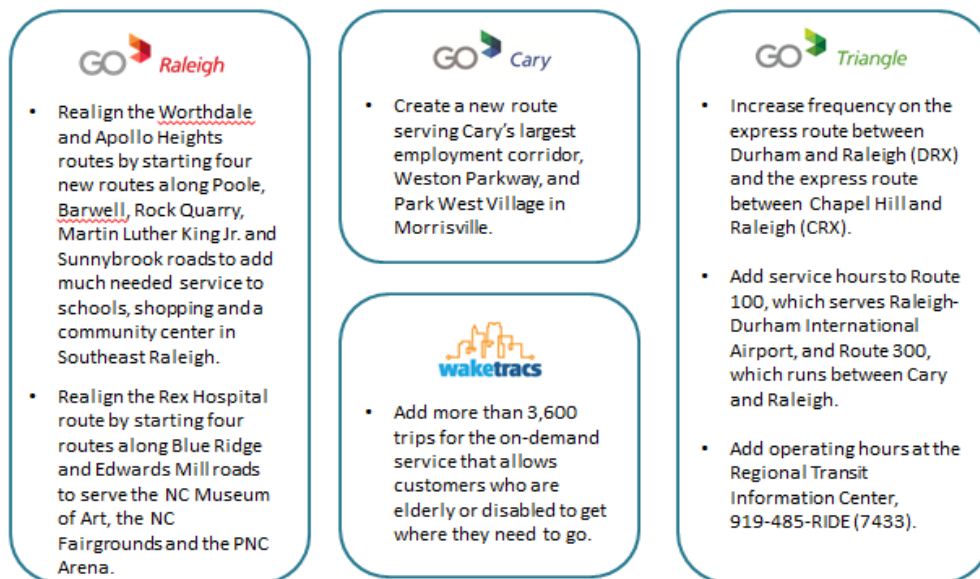 GO Raleigh
• Realign the Worthdale
and Apollo Heights
routes by starting four
new routes along Poole,
Barwell, Rock Quarry,
Martin Luther King Jr. and
Sunnybrook roads to add
much needed service to
schools, shopping and a
community center in
Southeast Raleigh.
• Realign the Rex Hospital
route by starting four
routes along Blue Ridge
and Edwards Mill roads
to serve the NC Museum
of Art, the NC
Fairgrounds and the PNC
Arena.
GO Cary
• Create a new route
serving Cary's largest
employment corridor,
Weston Parkway, and
Park West Village in
Morrisville.
waketracs
• Add more than 3,600
trips for the on-demand
service that allows
customers who are
elderly or disabled to get
where they need to go.
GO Triangle
• Increase frequency on the
express route between
Durham and Raleigh (DRX)
and the express route
between Chapel Hill and
Raleigh (CRX).
• Add service hours to Route
100, which serves Raleigh-
Durham International
Airport, and Route 300,
which runs between Cary
and Raleigh.
• Add operating hours at the
Regional Transit
Information Center,
919-485-RIDE (7433).